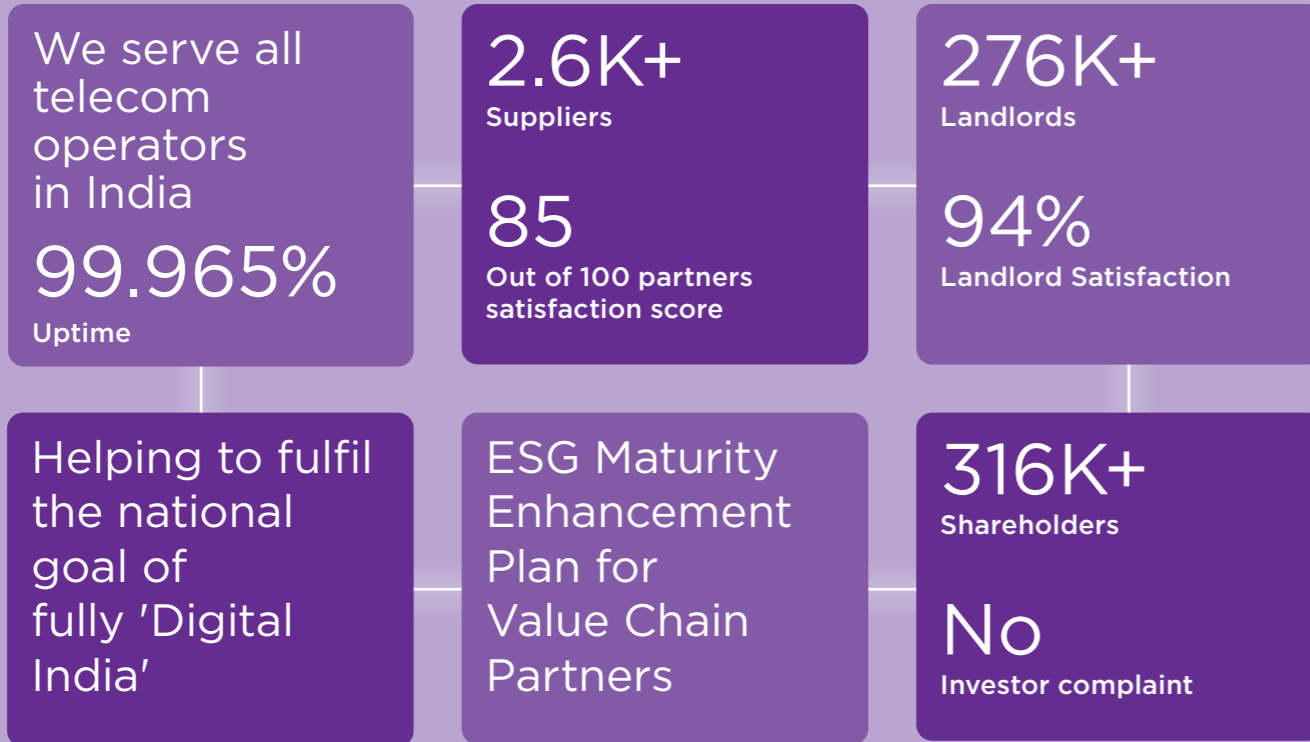 We serve all
telecom
operators
in India
99.965%
Uptime
2.6K+
Suppliers
85
Out of 100 partners
satisfaction score
276K+
Landlords
94%
Landlord Satisfaction
Helping to fulfil
the national
goal of
fully 'Digital
India'
ESG Maturity
Enhancement
Plan for
Value Chain
Partners
316K+
Shareholders
No
Investor complaint